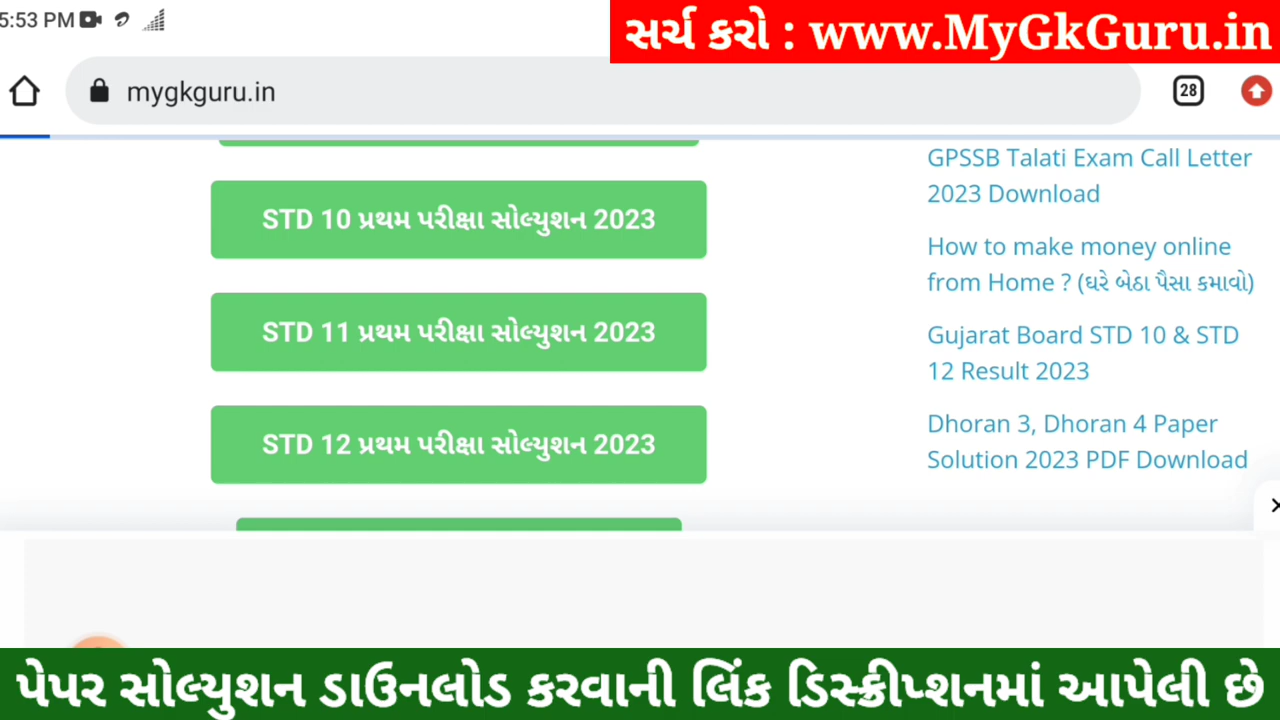 5:53 PM
સર્ચ કરો : www.MyGkGuru.in
mygkguru.in
28
STD 10 પ્રથમ પરીક્ષા સોલ્યુશન 2023
STD 11 પ્રથમ પરીક્ષા સોલ્યુશન 2023
STD 12 પ્રથમ પરીક્ષા સોલ્યુશન 2023
GPSSB Talati Exam Call Letter
2023 Download
How to make money online
from Home ? (ઘરે બેઠા પૈસા કમાવો)
Gujarat Board STD 10 & STD
12 Result 2023
Dhoran 3, Dhoran 4 Paper
Solution 2023 PDF Download
પેપર સોલ્યુશન ડાઉનલોડ કરવાની લિંક ડિસ્ક્રીપ્શનમાં આપેલી છે